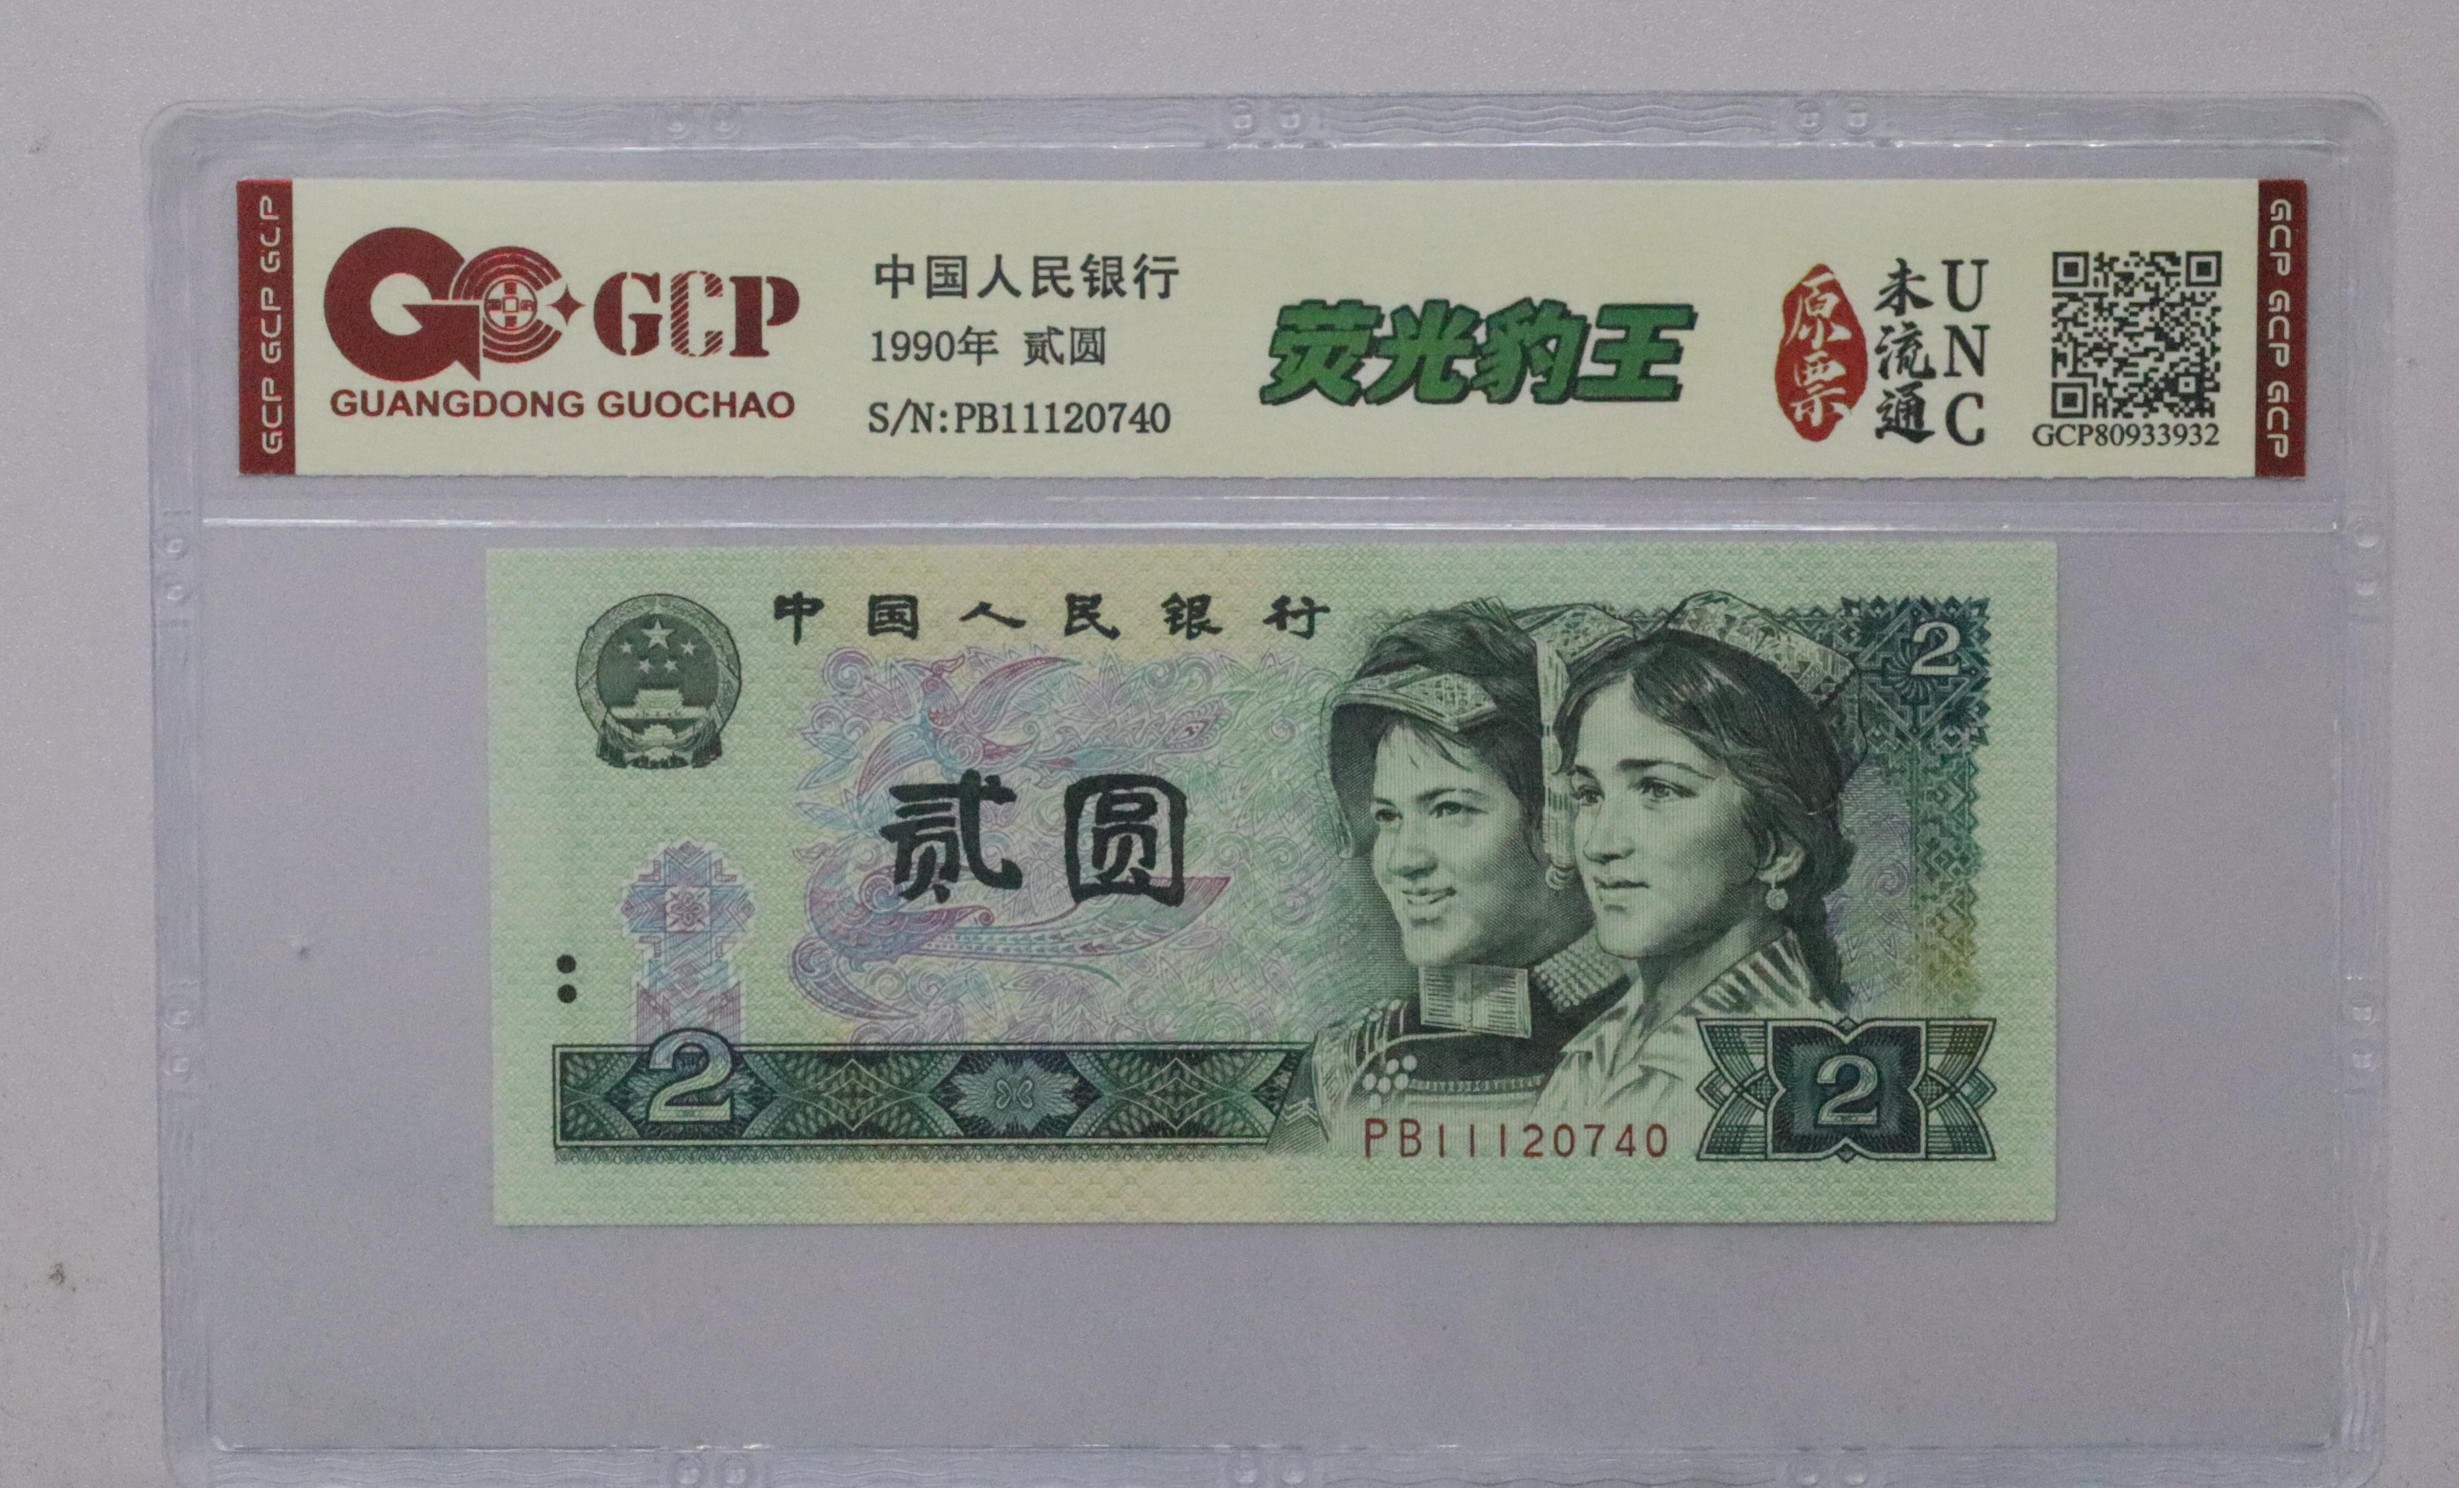 GCP GCP GCP
GCP
GUANGDONG GUOCHAO
中国人民银行
1990年 贰圆
S/N:PB11120740
荧光豹王
原票
未流通
UNC
GCP80933932
GCP GCP GCP
中国人民银行
2
贰圆
2
PB11120740
2